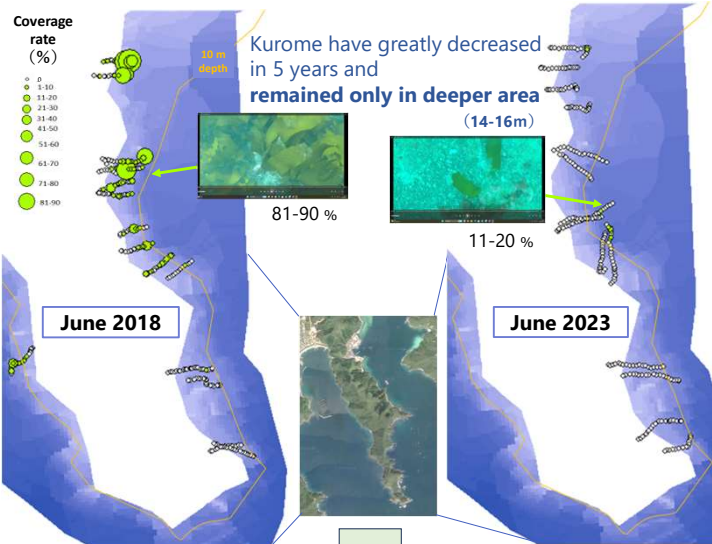 Coverage
rate
（%）
0
1-10
11-20
21-30
31-40
41-50
51-60
61-70
71-80
81-90
10 m
depth
Kurome have greatly decreased
in 5 years and
remained only in deeper area
（14-16m）
81-90 %
11-20 %
June 2018
June 2023